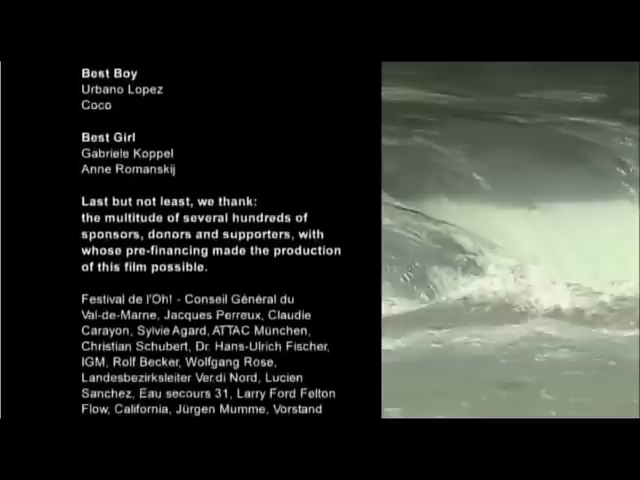 Best Boy
Urbano Lopez
Coco
Best Girl
Gabriele Koppel
Anne Romanskij
Last but not least, we thank:
the multitude of several hundreds of
sponsors, donors and supporters, with
whose pre-financing made the production
of this film possible.
Festival de l'Oh! - Conseil Général du
Val-de-Marne, Jacques Perreux, Claudie
Carayon, Sylvie Agard, ATTAC München,
Christian Schubert, Dr. Hans-Ulrich Fischer,
IGM, Rolf Becker, Wolfgang Rose,
Landesbezirksleiter Ver.di Nord, Lucien
Sanchez, Eau secours 31, Larry Ford Felton
Flow, California, Jürgen Mumme, Vorstand